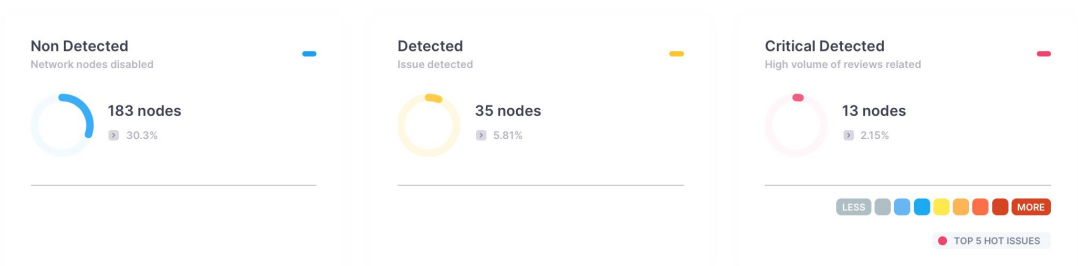 Non Detected
Network nodes disabled
183 nodes
30.3%
Detected
Issue detected
35 nodes
5.81%
Critical Detected
High volume of reviews related
13 nodes
2.15%
LESS
MORE
TOP 5 HOT ISSUES